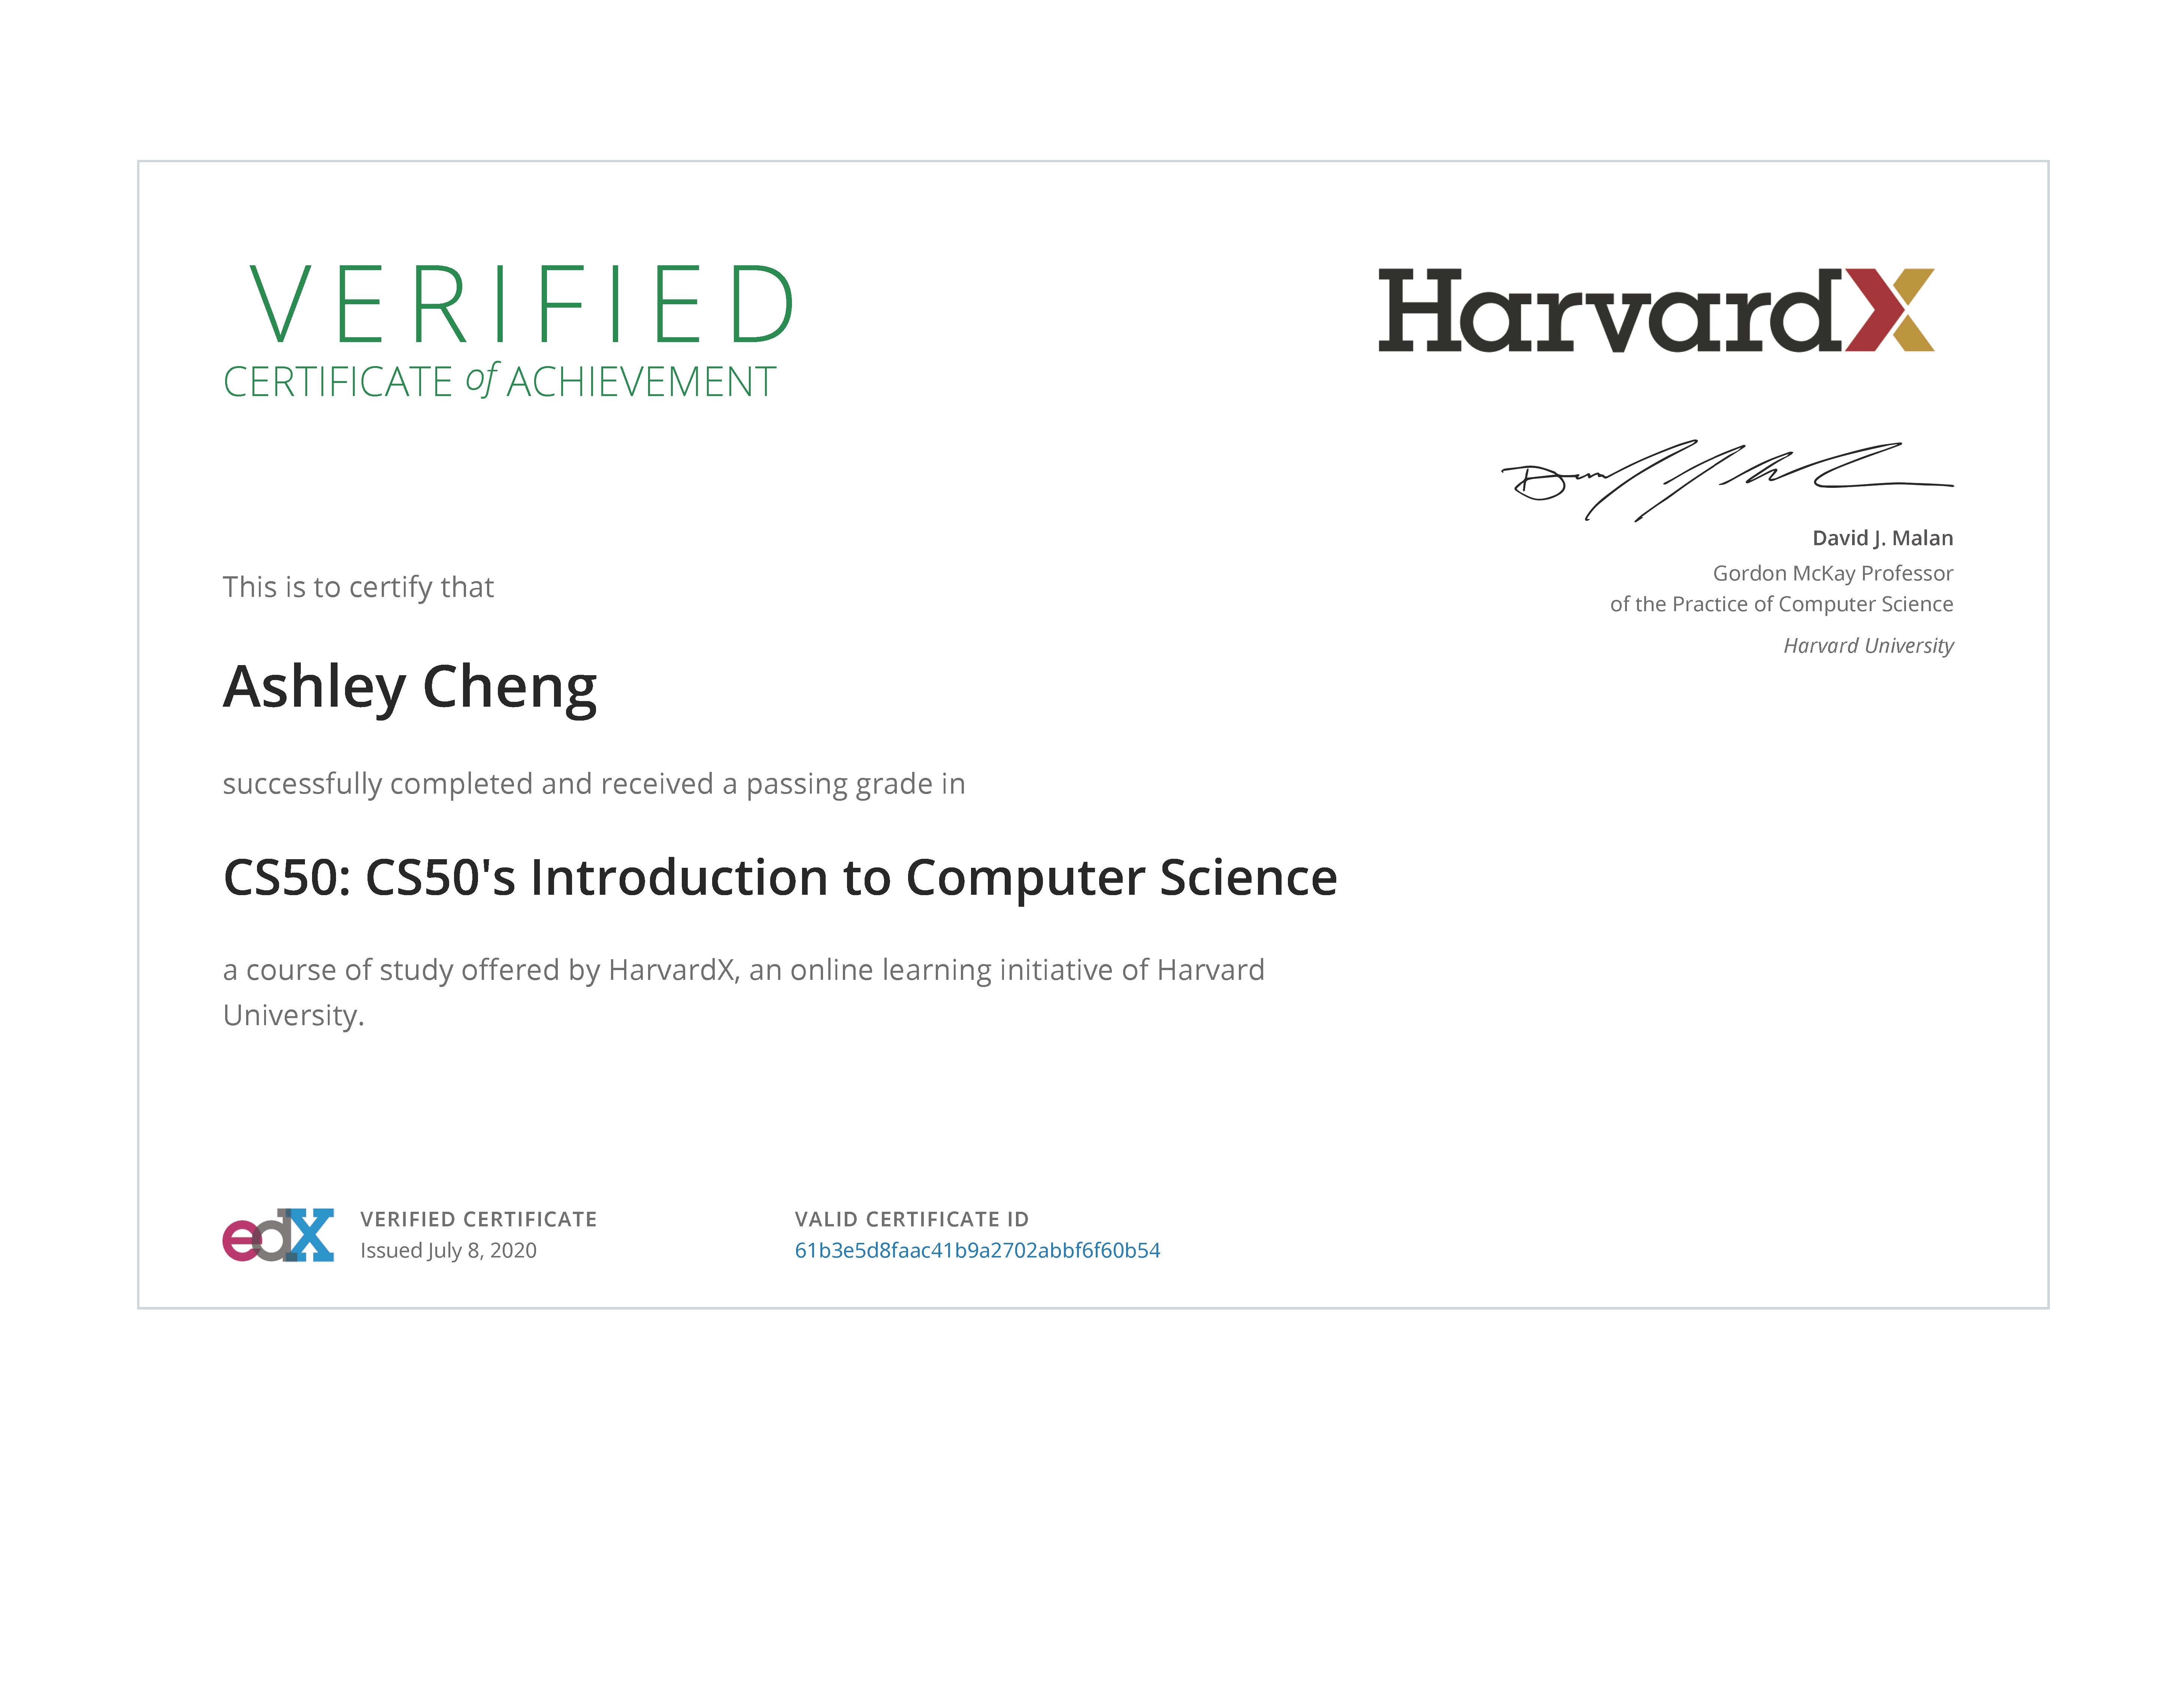 VERIFIED
CERTIFICATE of ACHIEVEMENT
HarvardX
David J. Malan
Gordon McKay Professor
of the Practice of Computer Science
Harvard University
This is to certify that
Ashley Cheng
successfully completed and received a passing grade in
CS50: CS50's Introduction to Computer Science
a course of study offered by HarvardX, an online learning initiative of Harvard
University.
edX
VERIFIED CERTIFICATE
Issued July 8, 2020
VALID CERTIFICATE ID
61b3e5d8faac41b9a2702abbf6f60b54